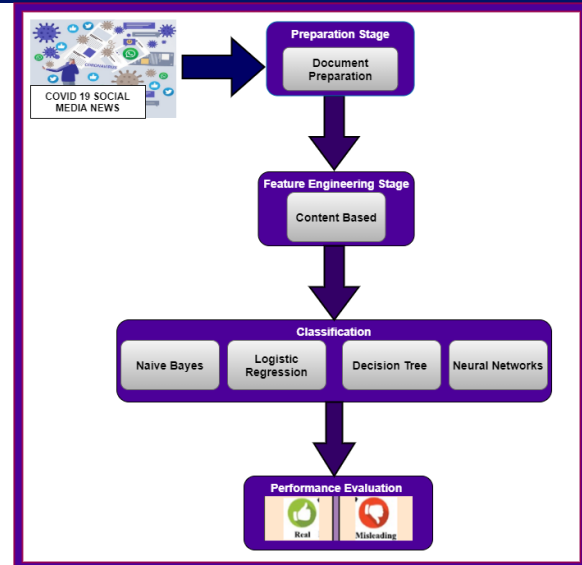 CORONAVIRUS
COVID 19 SOCIAL
MEDIA NEWS
Preparation Stage
Document
Preparation
Feature Engineering Stage
Content Based
Classification
Naive Bayes
Logistic
Regression
Decision Tree
Neural Networks
Performance Evaluation
Real
Misleading